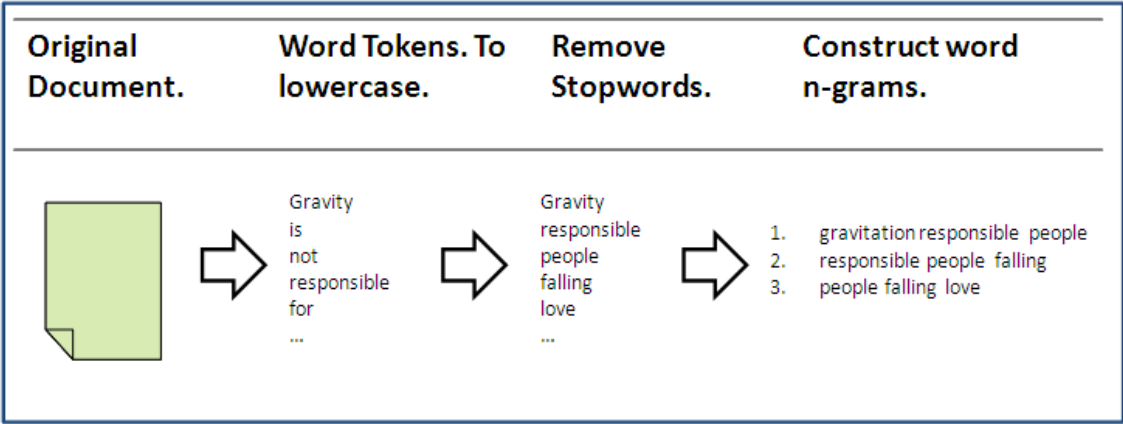 Original
Document.
Word Tokens. To
lowercase.
Remove
Stopwords.
Construct word
n-grams.
Gravity
is
not
responsible
for
...
Gravity
responsible
people
falling
love
...
1. gravitation responsible people
2. responsible people falling
3. people falling love